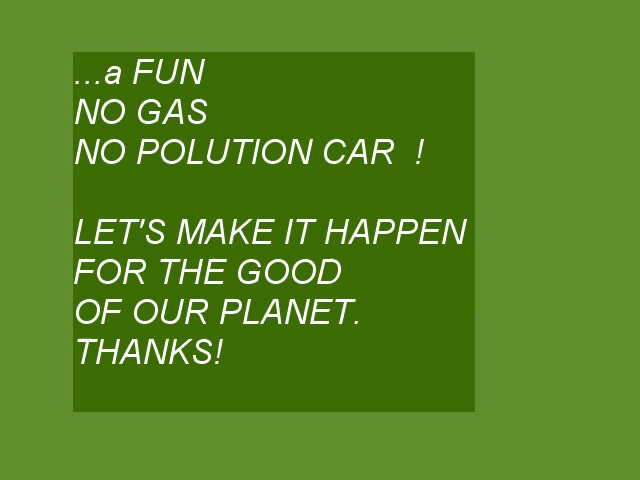 ...a FUN
NO GAS
NO POLUTION CAR  !
LET'S MAKE IT HAPPEN
FOR THE GOOD
OF OUR PLANET.
THANKS!